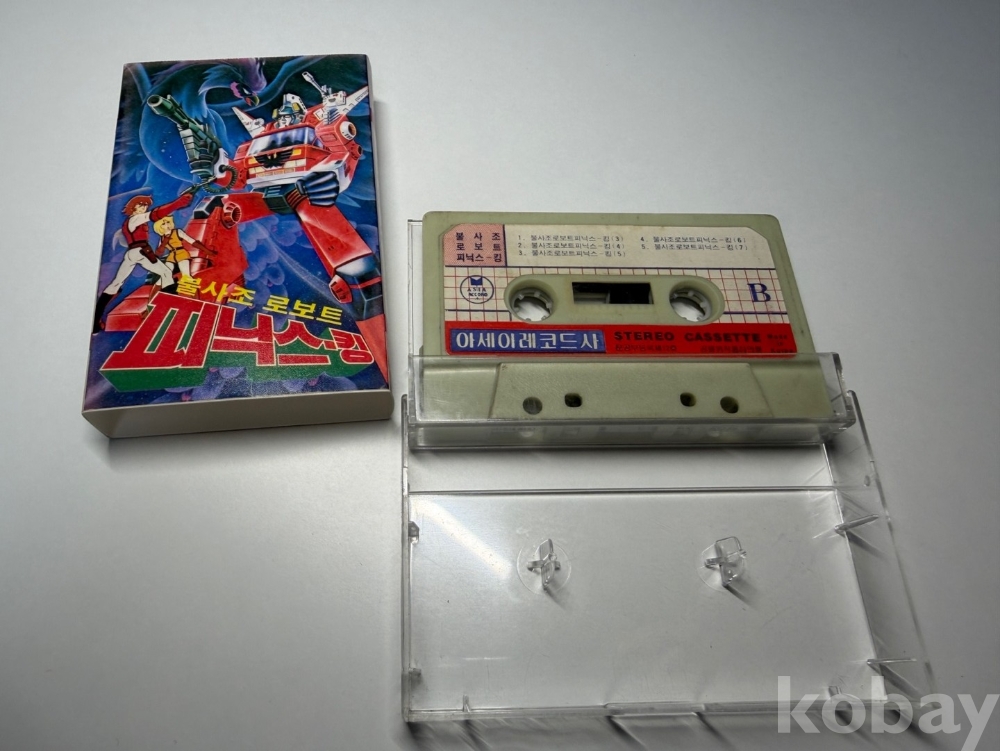 불사조 로보트
피닉스·킹
불사조
로보트
피닉스-킹
1. 불사조로보트피닉스-킹(3)
2. 불사조로보트피닉스-킹(4)
3. 불사조로보트피닉스-킹(5)
4. 불사조로보트피닉스-킹(6)
5. 불사조로보트피닉스-킹(7)
B
아세아레코드사
STEREO CASSETTE
kobay